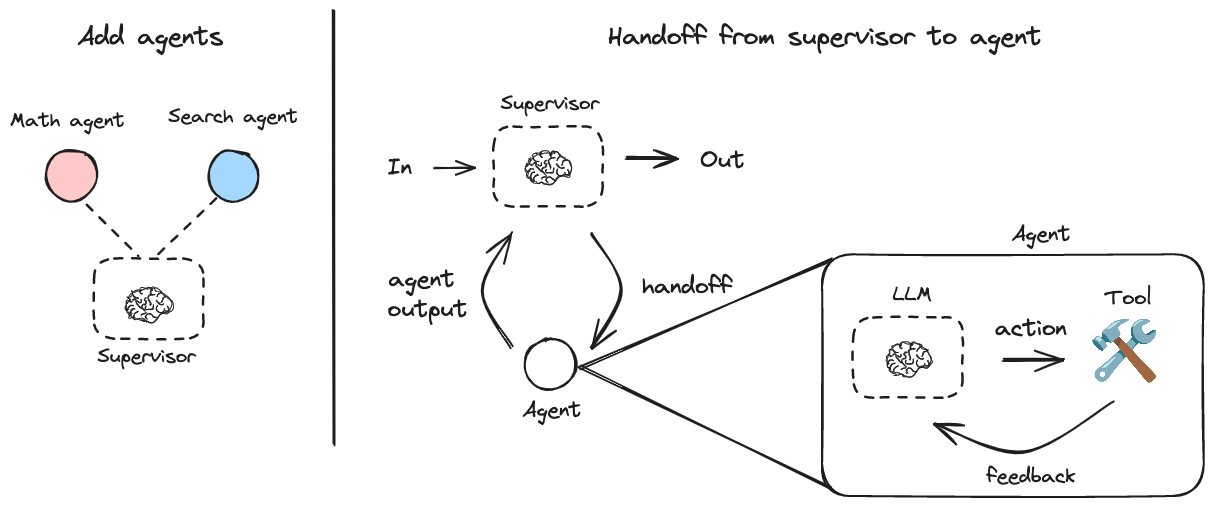 Add agents
Math agent
Search agent
Supervisor
Handoff from supervisor to agent
Supervisor
In
Out
agent
output
handoff
Agent
Agent
LLM
Tool
action
feedback